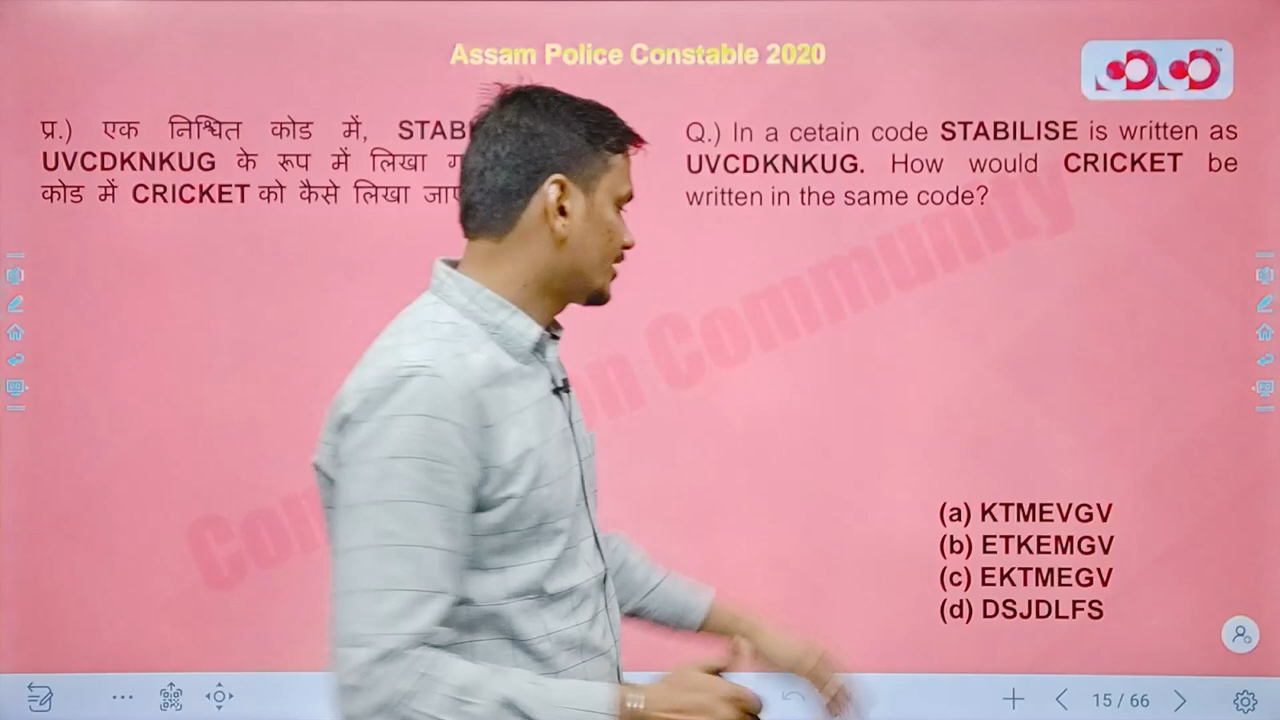 Assam Police Constable 2020
प्र.) एक निश्चित कोड में,
UVCDKNKUG के रूप में लिखा
कोड में CRICKET को कैसे लिखा
Q.) In a cetain code STABILISE is written as
UVCDKNKUG. How would CRICKET be
written in the same code?
Community
(a) KTMEVGV
(b) ETKEMGV
(c) EKTMEGV
(d) DSJDLFS
15 / 66